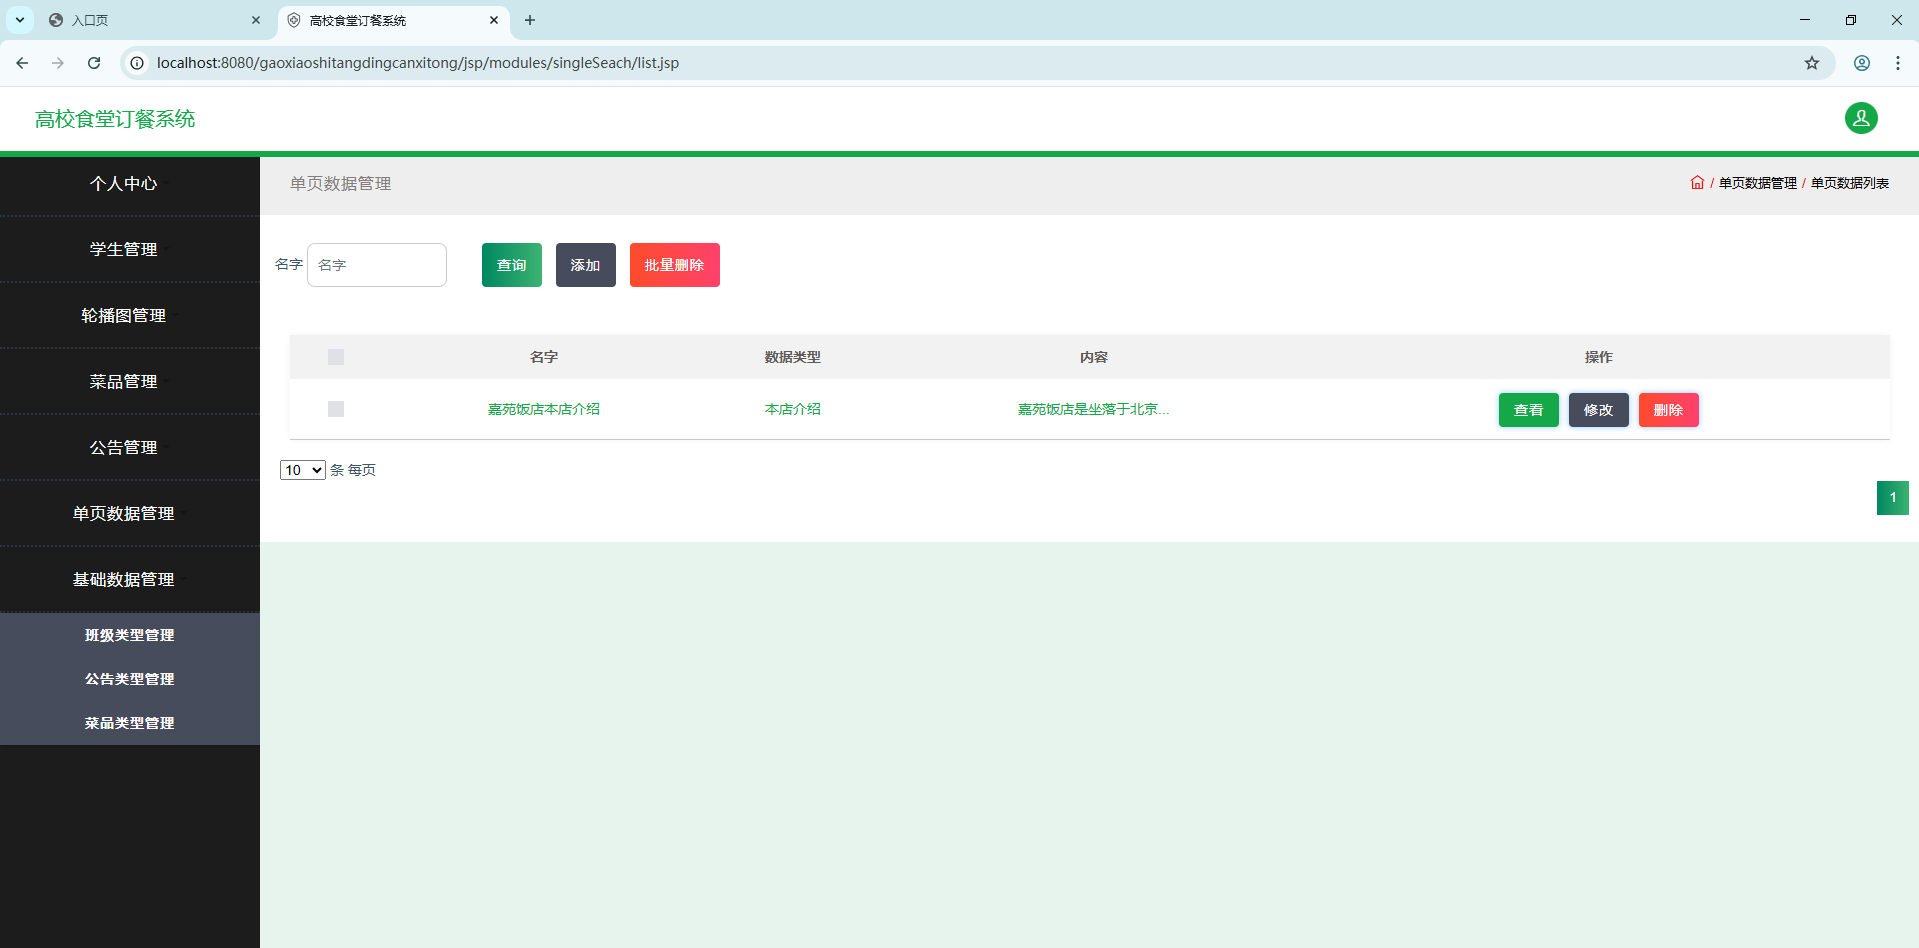 入口页
高校食堂订餐系统
localhost:8080/gaoxiaoshitangdingcanxitong/jsp/modules/singleSeach/list.jsp
高校食堂订餐系统
个人中心
学生管理
轮播图管理
菜品管理
公告管理
单页数据管理
基础数据管理
班级类型管理
公告类型管理
菜品类型管理
单页数据管理
/ 单页数据管理 / 单页数据列表
名字 名字 查询 添加 批量删除
名字 数据类型 内容 操作
嘉苑饭店本店介绍 本店介绍 嘉苑饭店是坐落于北京... 查看 修改 删除
10 条 每页
1